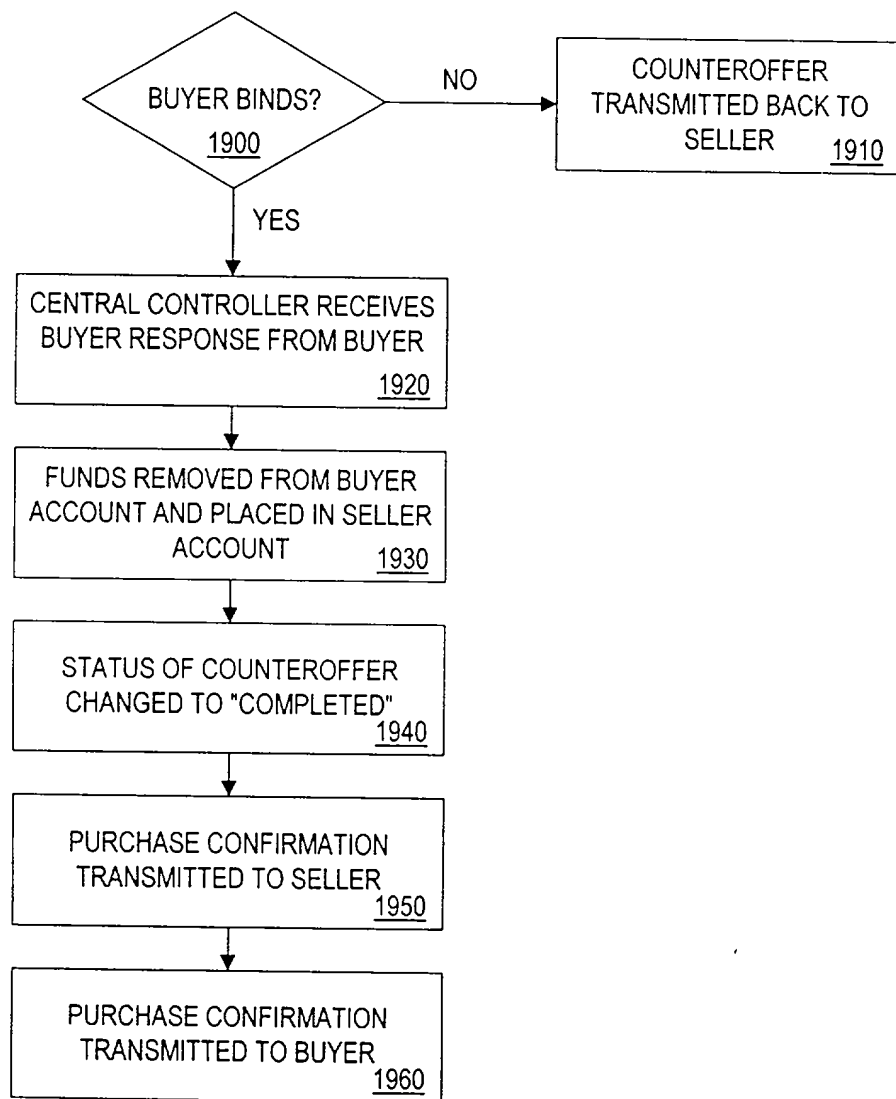 BUYER BINDS?
1900
NO
COUNTEROFFER
TRANSMITTED BACK TO
SELLER
1910
YES
CENTRAL CONTROLLER RECEIVES
BUYER RESPONSE FROM BUYER
1920
FUNDS REMOVED FROM BUYER
ACCOUNT AND PLACED IN SELLER
ACCOUNT
1930
STATUS OF COUNTEROFFER
CHANGED TO "COMPLETED"
1940
PURCHASE CONFIRMATION
TRANSMITTED TO SELLER
1950
PURCHASE CONFIRMATION
TRANSMITTED TO BUYER
1960